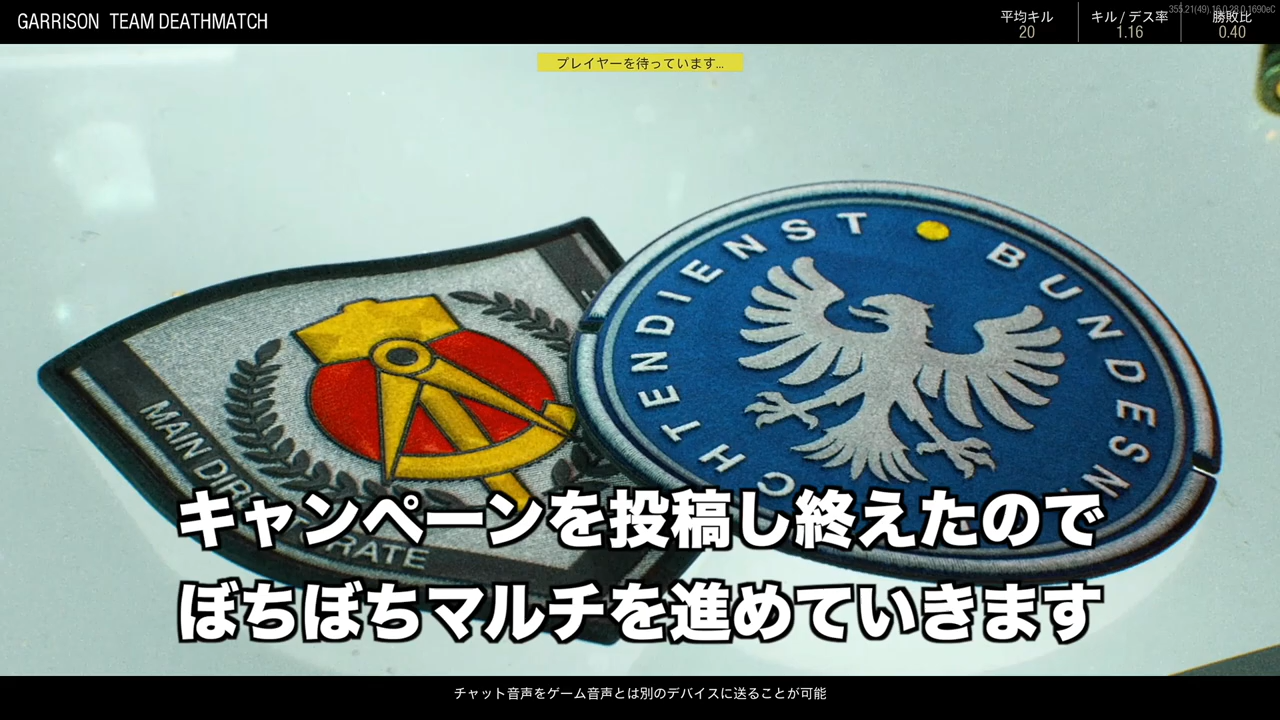 GARRISON TEAM DEATHMATCH
平均キル
20
キル / デス率
1.16
勝敗比
0.40
プレイヤーを待っています...
CHTENDIENST • BUNDESN
MAIN DIR
RATE
キャンペーンを投稿し終えたので
ぼちぼちマルチを進めていきます
チャット音声をゲーム音声とは別のデバイスに送ることが可能